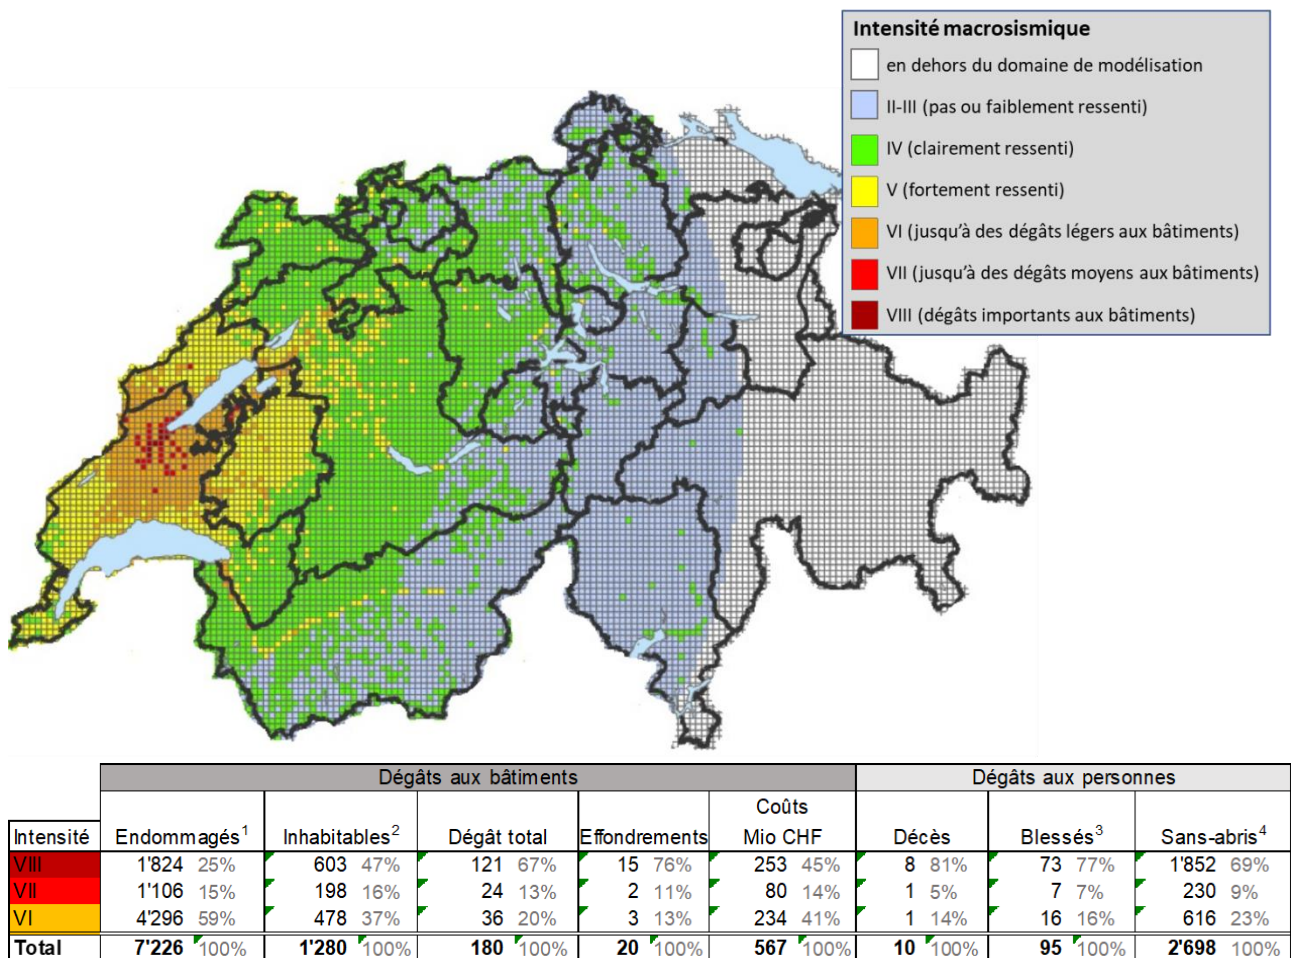 Intensité macrosismique
en dehors du domaine de modélisation
II-III (pas ou faiblement ressenti)
IV (clairement ressenti)
V (fortement ressenti)
VI (jusqu'à des dégâts légers aux bâtiments)
VII (jusqu'à des dégâts moyens aux bâtiments)
VIII (dégâts importants aux bâtiments)
Dégâts aux bâtiments Dégâts aux personnes
Coûts
Intensité Endommagés¹ Inhabitables² Dégât total Effondrements Mio CHF Décès Blessés³ Sans-abris⁴
VIII 1'824 25% 603 47% 121 67% 15 76% 253 45% 8 81% 73 77% 1'852 69%
VII 1'106 15% 198 16% 24 13% 2 11% 80 14% 1 5% 7 7% 230 9%
VI 4'296 59% 478 37% 36 20% 3 13% 234 41% 1 14% 16 16% 616 23%
Total 7'226 100% 1'280 100% 180 100% 20 100% 567 100% 10 100% 95 100% 2'698 100%